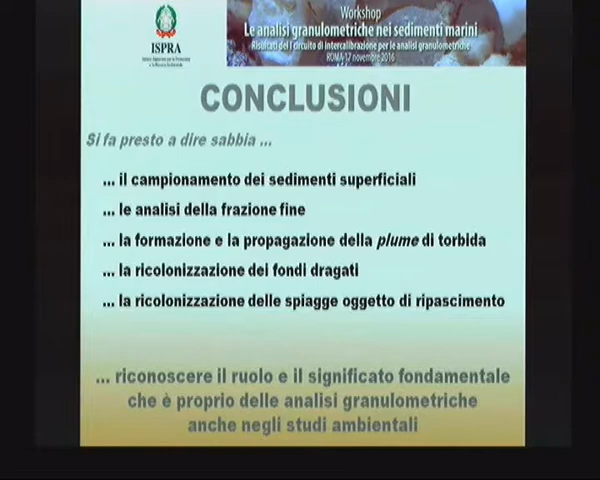 ISPRA
Workshop
Le analisi granulometriche nei sedimenti marini
Risultati del I circuito di intercalibrazione per le analisi granulometriche
ROMA 17 novembre 2016
CONCLUSIONI
Si fa presto a dire sabbia ...
... il campionamento dei sedimenti superficiali
... le analisi della frazione fine
... la formazione e la propagazione della plume di torbida
... la ricolonizzazione dei fondi dragati
... la ricolonizzazione delle spiagge oggetto di ripascimento
... riconoscere il ruolo e il significato fondamentale
che è proprio delle analisi granulometriche
anche negli studi ambientali